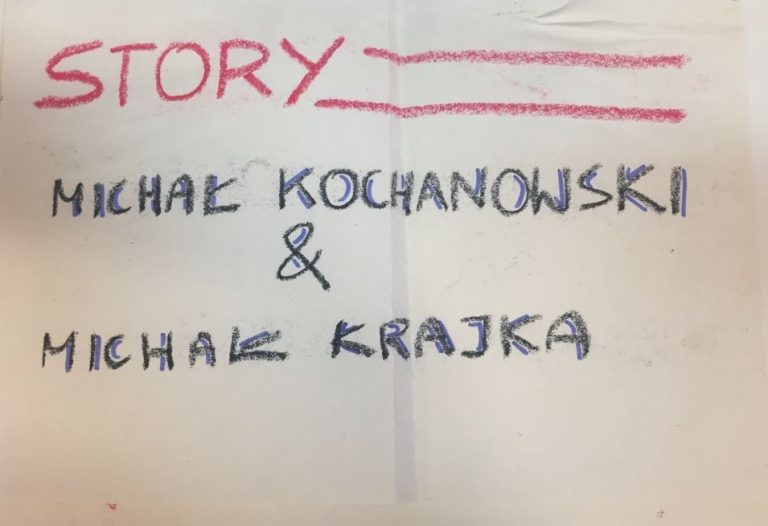 STORY
MICHAŁ KOCHANOWSKI
&
MICHAŁ KRAJKA